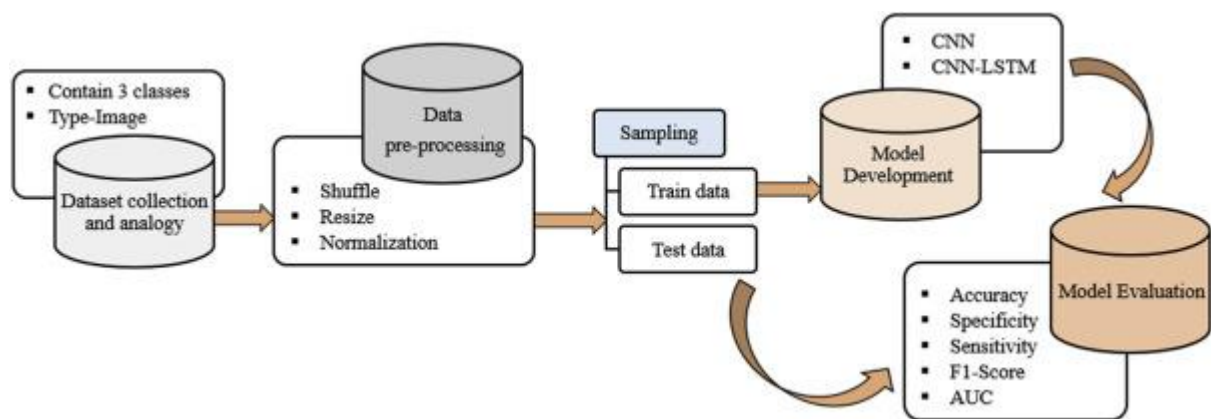 ▪ Contain 3 classes
▪ Type-Image
Dataset collection
and analogy
Data
pre-processing
▪ Shuffle
▪ Resize
▪ Normalization
Sampling
Train data
Test data
▪ CNN
▪ CNN-LSTM
Model
Development
Model Evaluation
▪ Accuracy
▪ Specificity
▪ Sensitivity
▪ F1-Score
▪ AUC